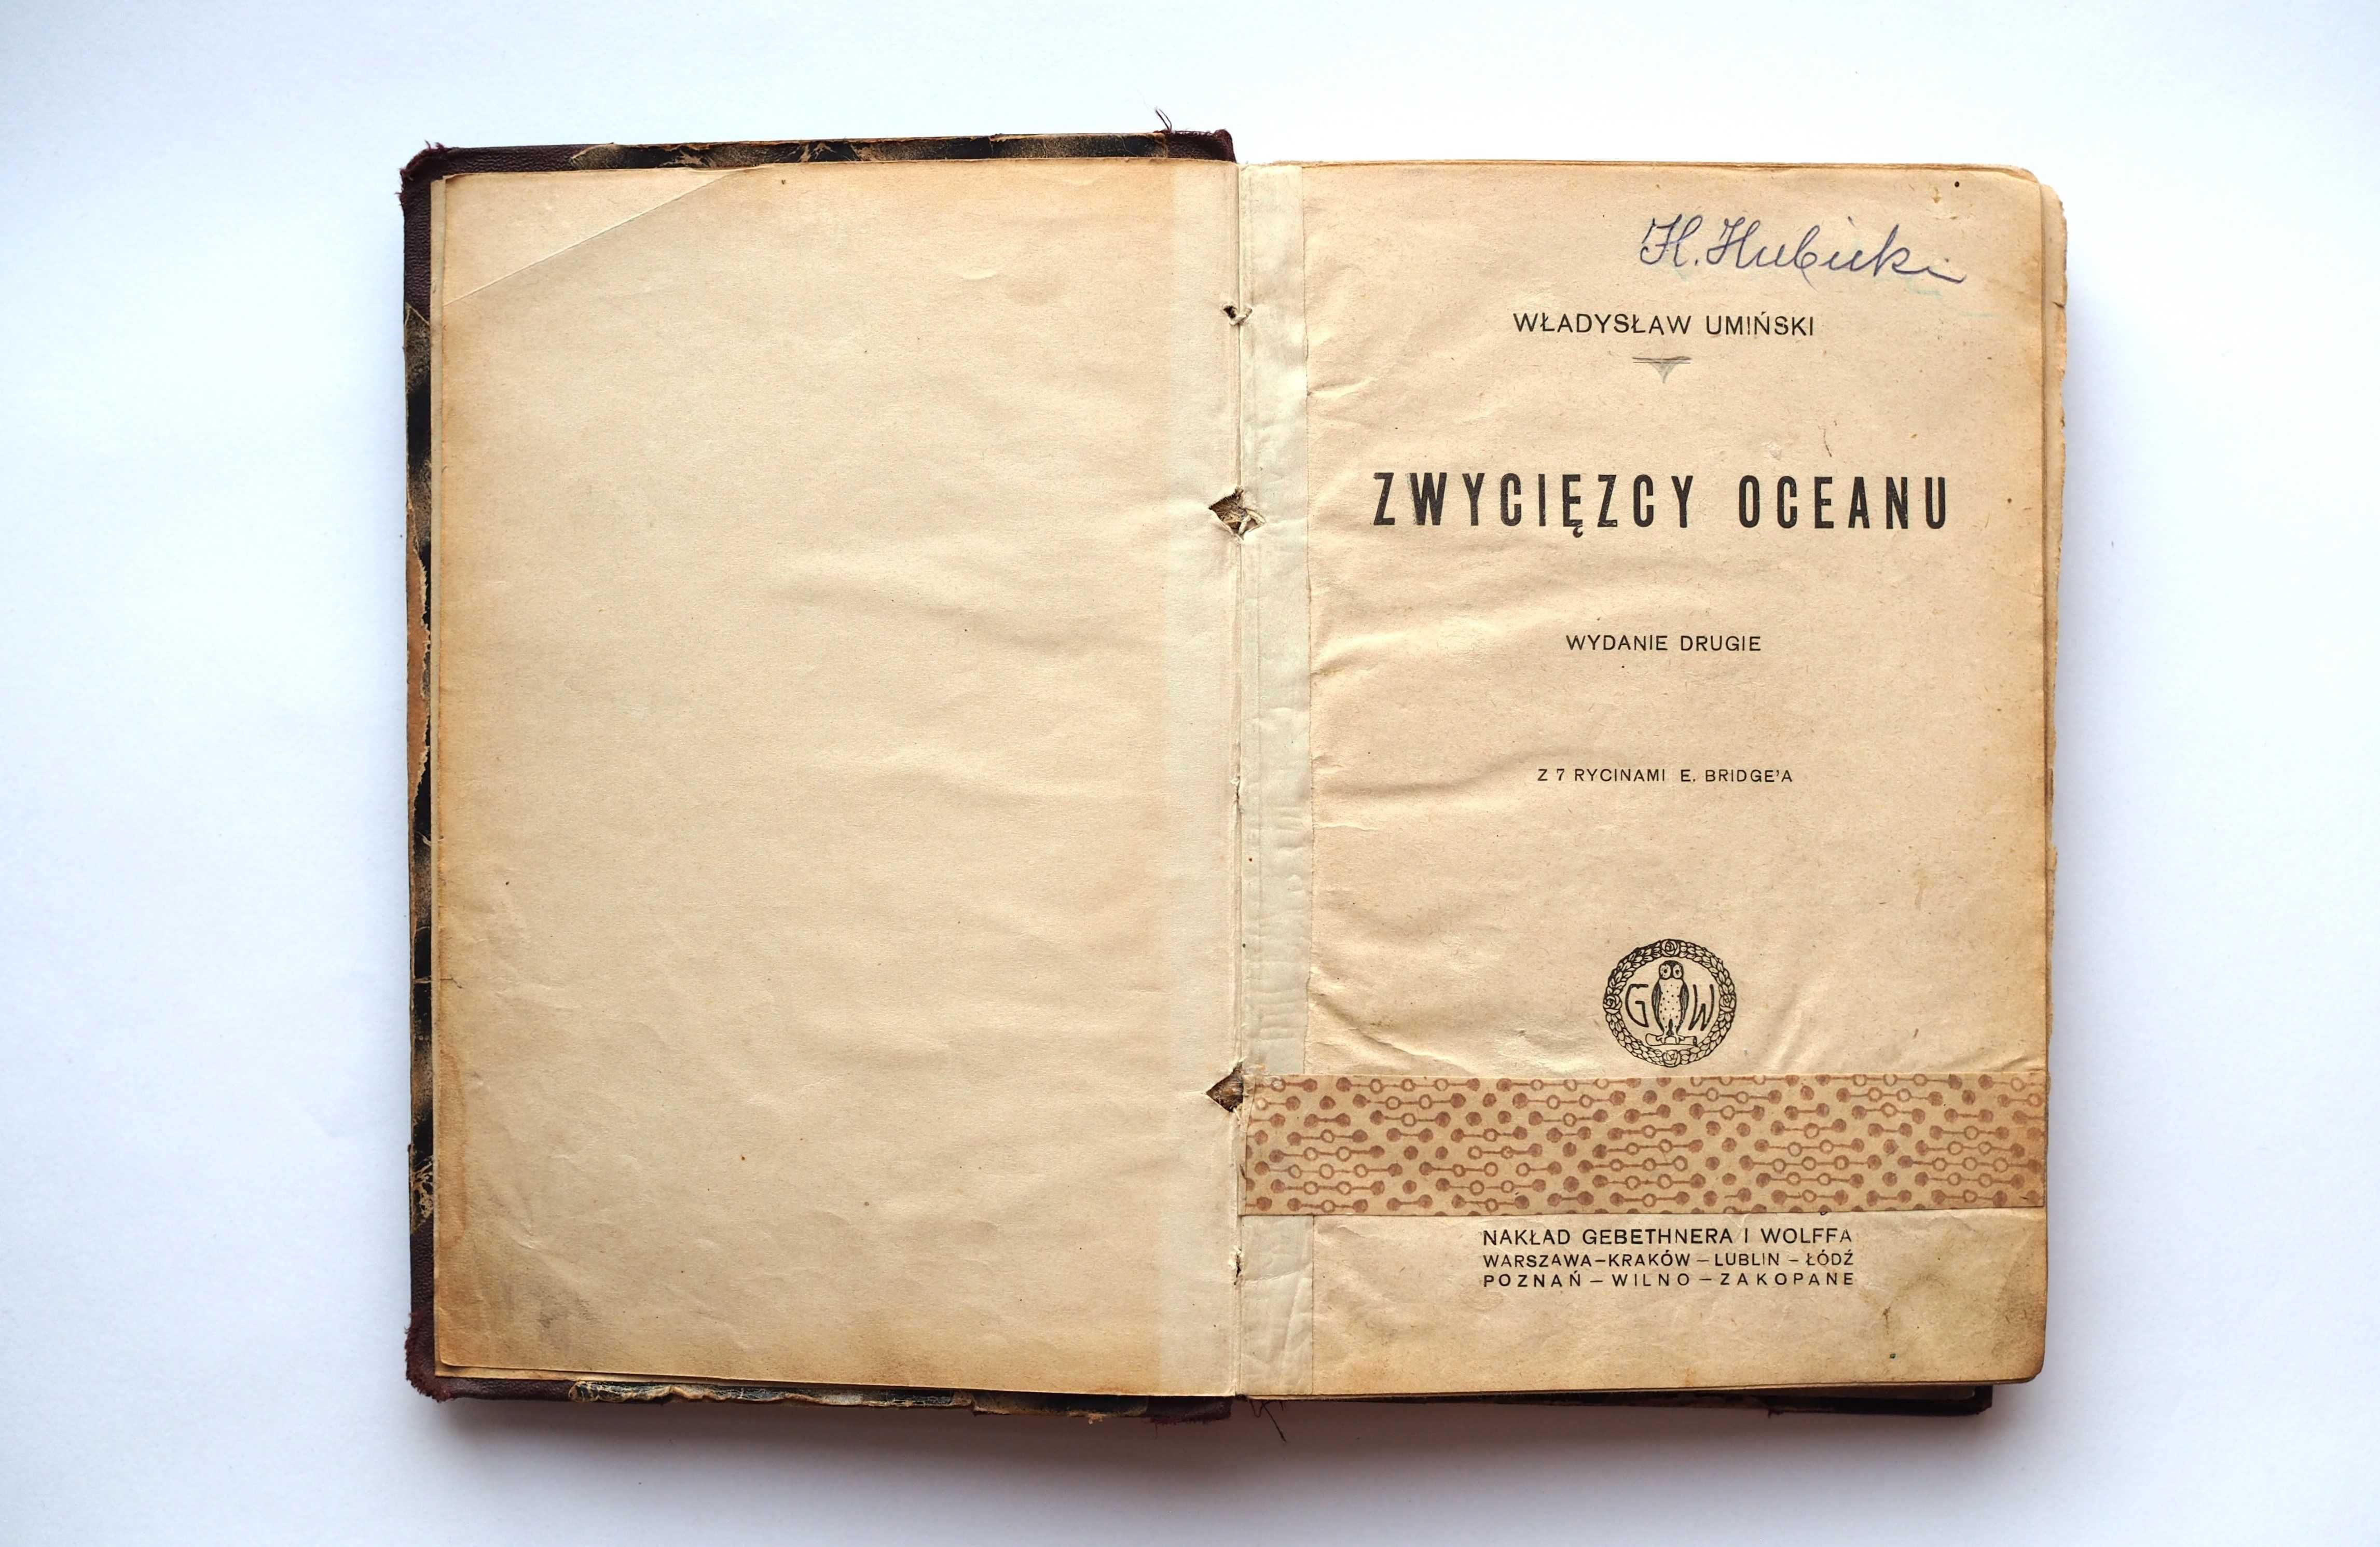 H. Hubicki
WŁADYSŁAW UMIŃSKI
ZWYCIĘZCY OCEANU
WYDANIE DRUGIE
Z 7 RYCINAMI E. BRIDGE'A
G W
NAKŁAD GEBETHNERA I WOLFFA
WARSZAWA–KRAKÓW – LUBLIN – ŁÓDŹ
POZNAŃ – WILNO – ZAKOPANE